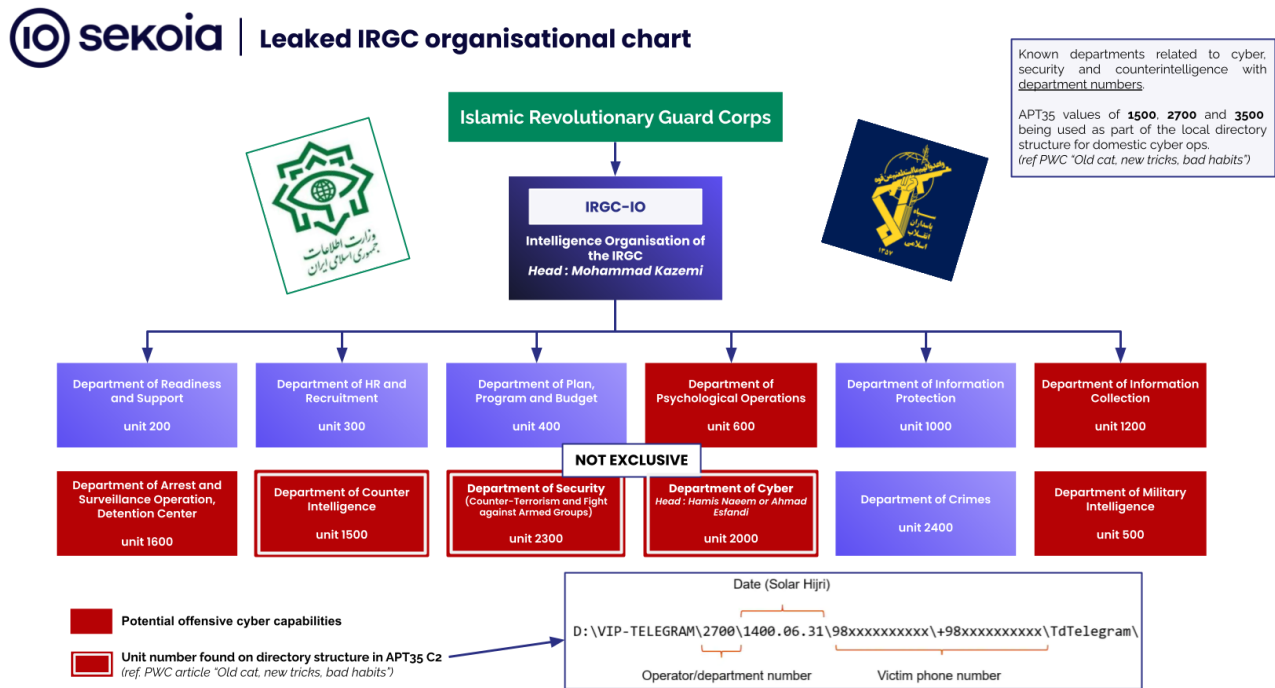 sekoia
Leaked IRGC organisational chart
Known departments related to cyber,
security and counterintelligence with
department numbers.
APT35 values of 1500, 2700 and 3500
being used as part of the local directory
structure for domestic cyber ops.
(ref PWC “Old cat, new tricks, bad habits”)
Islamic Revolutionary Guard Corps
وزارت اطلاعات
جمهوری اسلامی ایران
سپاه
پاسداران
انقلاب
اسلامی
۱۳۵۷
IRGC-IO
Intelligence Organisation of
the IRGC
Head : Mohammad Kazemi
Department of Readiness
and Support
unit 200
Department of HR and
Recruitment
unit 300
Department of Plan,
Program and Budget
unit 400
Department of
Psychological Operations
unit 600
Department of Information
Protection
unit 1000
Department of Information
Collection
unit 1200
NOT EXCLUSIVE
Department of Arrest and
Surveillance Operation,
Detention Center
unit 1600
Department of Counter
Intelligence
unit 1500
Department of Security
(Counter-Terrorism and Fight
against Armed Groups)
unit 2300
Department of Cyber
Head : Hamis Naeem or Ahmad
Esfandi
unit 2000
Department of Crimes
unit 2400
Department of Military
Intelligence
unit 500
Potential offensive cyber capabilities
Unit number found on directory structure in APT35 C2
(ref. PWC article “Old cat, new tricks, bad habits”)
Date (Solar Hijri)
D:\VIP-TELEGRAM\2700\1400.06.31\98xxxxxxxxxx\+98xxxxxxxxxx\TdTelegram\
Operator/department number
Victim phone number